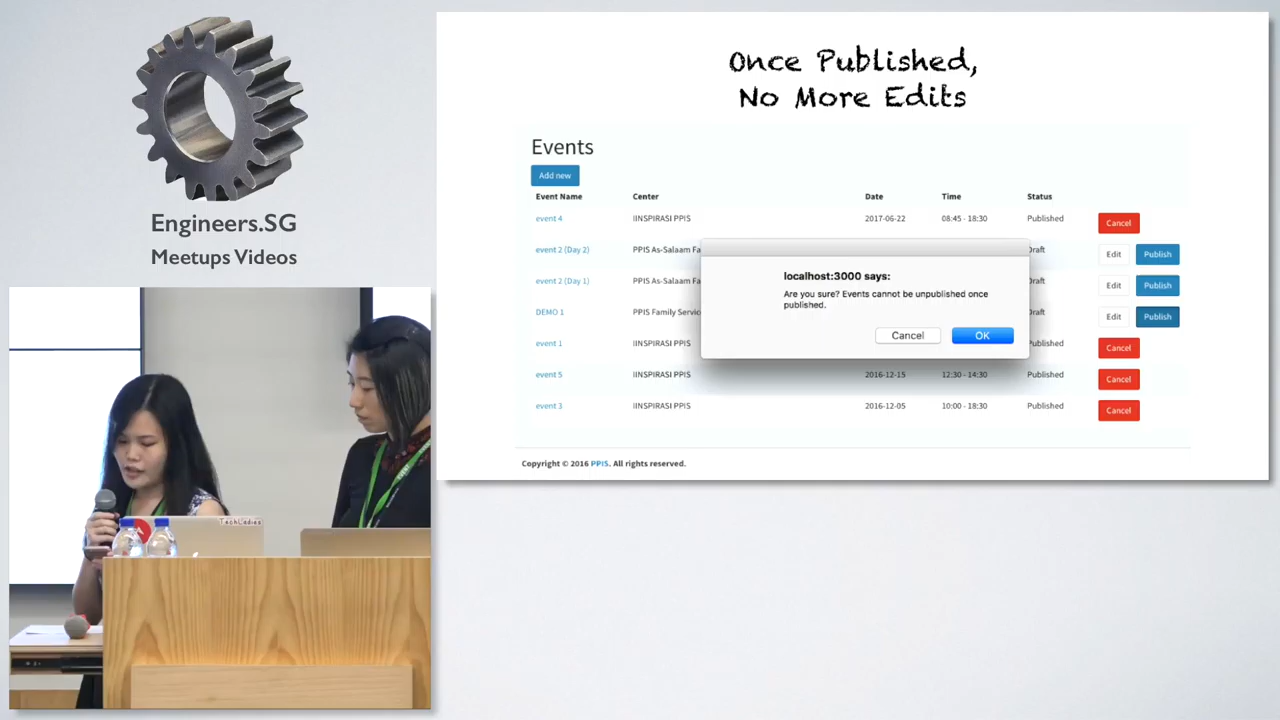 Engineers.SG
Meetups Videos
TechLadies
Once Published,
No More Edits
Events
Add new
Event Name Center Date Time Status
event 4 IINSPIRASI PPIS 2017-06-22 08:45 - 18:30 Published Cancel
event 2 (Day 2) PPIS As-Salaam Fa Draft Edit Publish
event 2 (Day 1) PPIS As-Salaam Fa Draft Edit Publish
DEMO 1 PPIS Family Servic Draft Edit Publish
event 1 IINSPIRASI PPIS Published Cancel
event 5 IINSPIRASI PPIS 2016-12-15 12:30 - 14:30 Published Cancel
event 3 IINSPIRASI PPIS 2016-12-05 10:00 - 18:30 Published Cancel
localhost:3000 says:
Are you sure? Events cannot be unpublished once
published.
Cancel OK
Copyright © 2016 PPIS. All rights reserved.